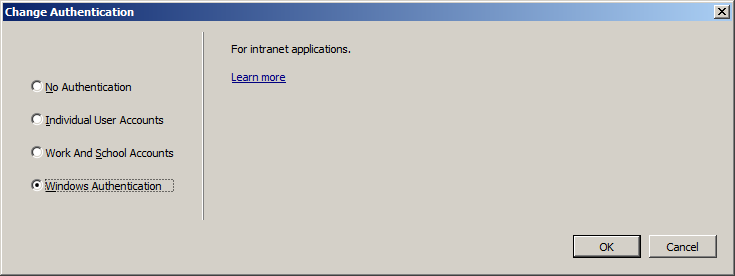 Change Authentication
For intranet applications.
Learn more
No Authentication
Individual User Accounts
Work And School Accounts
Windows Authentication
OK
Cancel